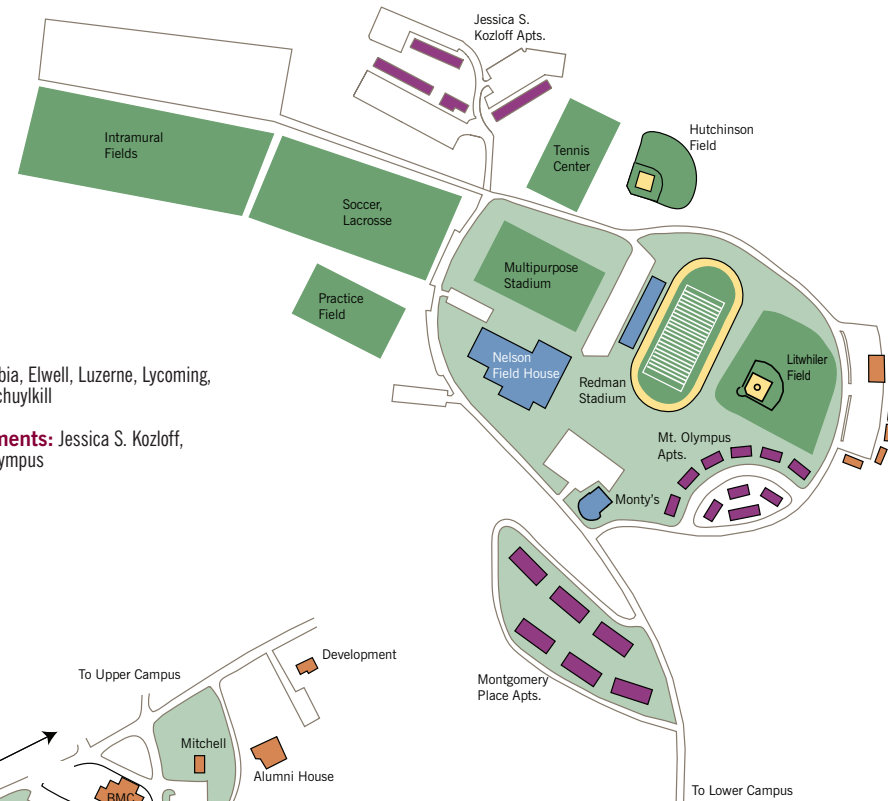 Jessica S.
Kozloff Apts.
Hutchinson
Field
Intramural
Fields
Tennis
Center
Soccer,
Lacrosse
Multipurpose
Stadium
Practice
Field
Nelson
Field House
Litwhiler
Field
Redman
Stadium
bia, Elwell, Luzerne, Lycoming,
chuylkill
ments: Jessica S. Kozloff,
ympus
Mt. Olympus
Apts.
Monty's
Montgomery
Place Apts.
Development
To Upper Campus
Mitchell
Alumni House
BMC
To Lower Campus